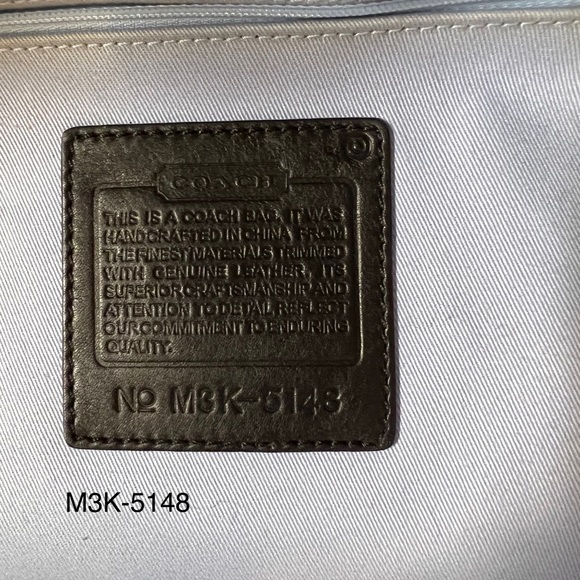 COACH
THIS IS A COACH BAG. IT WAS
HANDCRAFTED IN CHINA FROM
THE FINEST MATERIALS TRIMMED
WITH GENUINE LEATHER, ITS
SUPERIOR CRAFTSMANSHIP AND
ATTENTION TO DETAIL REFLECT
OUR COMMITMENT TO ENDURING
QUALITY.
No M3K-5148
M3K-5148